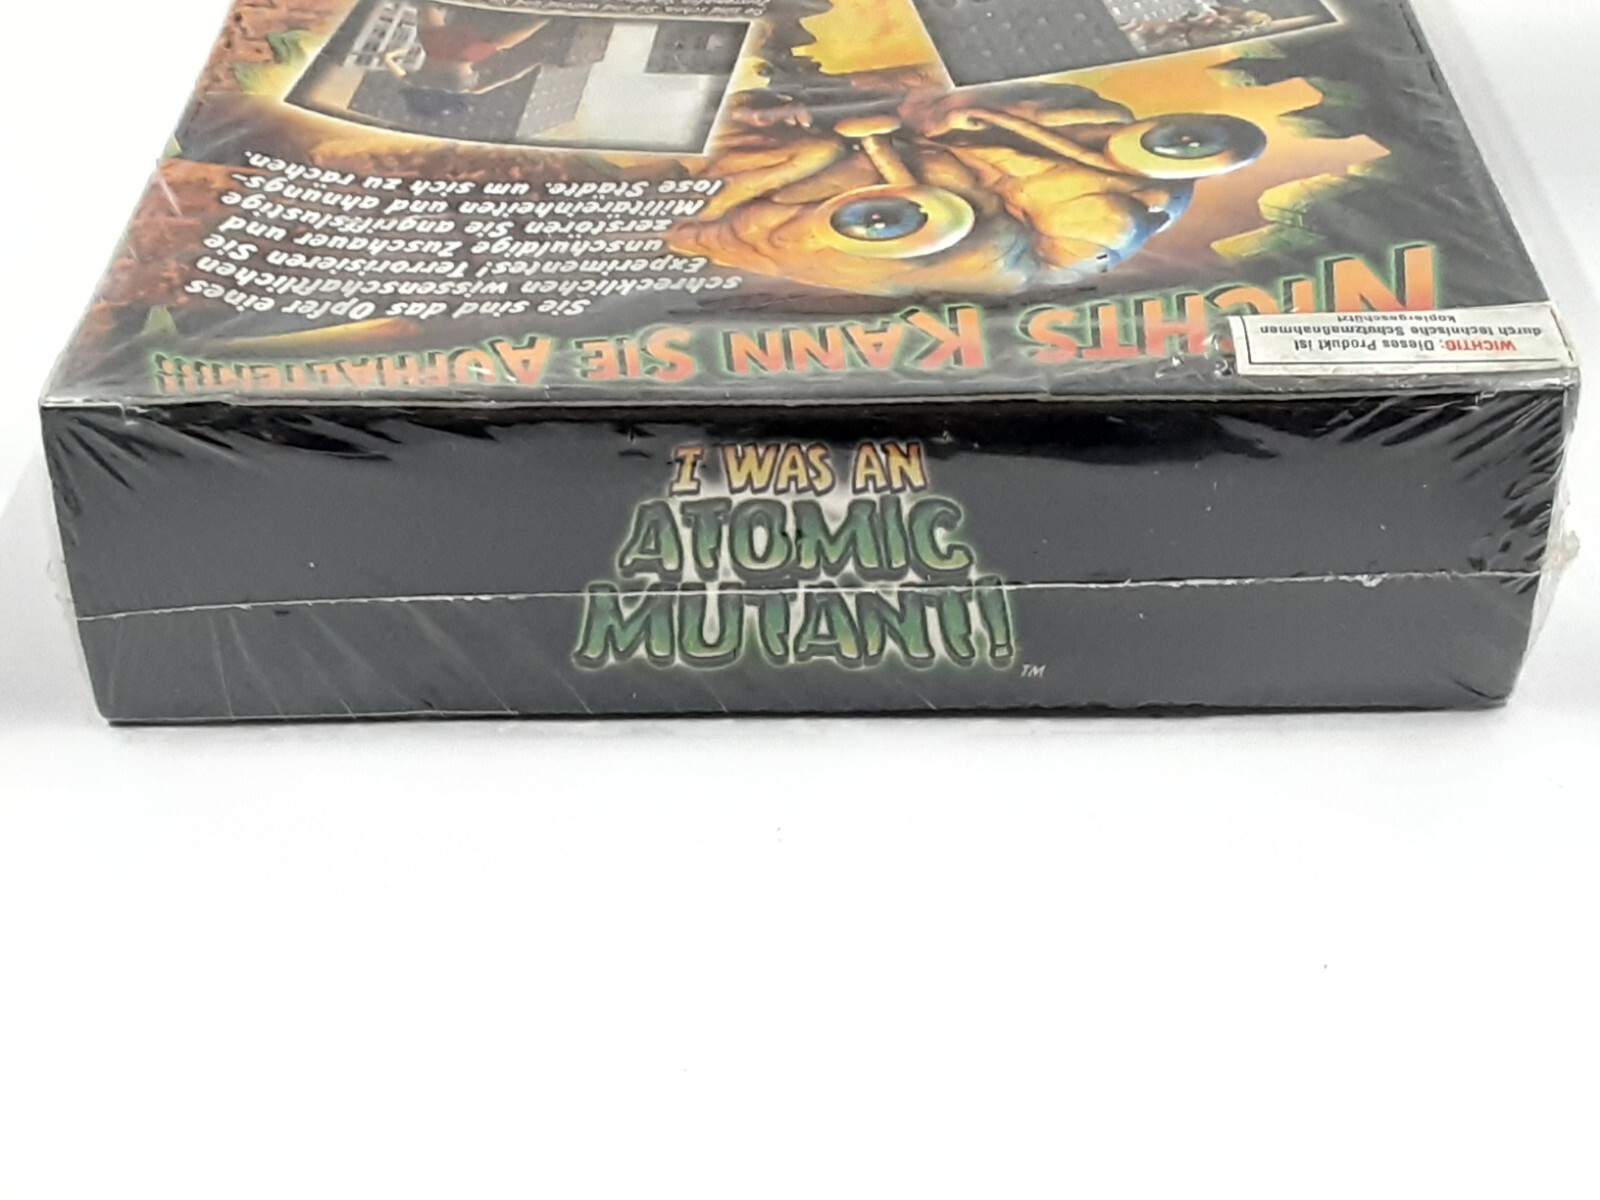 NICHTS KANN SIE AUFHALTEN!!!
Sie sind das Opfer eines
schrecklichen wissenschaftlichen
Experimentes! Terrorisieren Sie
unschuldige Zuschauer und
zerstören Sie angriffslustige
Militäreinheiten und ahnungs-
lose Städte, um sich zu rächen.
WICHTIG: Dieses Produkt ist
durch technische Schutzmaßnahmen
kopiergeschützt
I WAS AN
ATOMIC
MUTANT!
TM